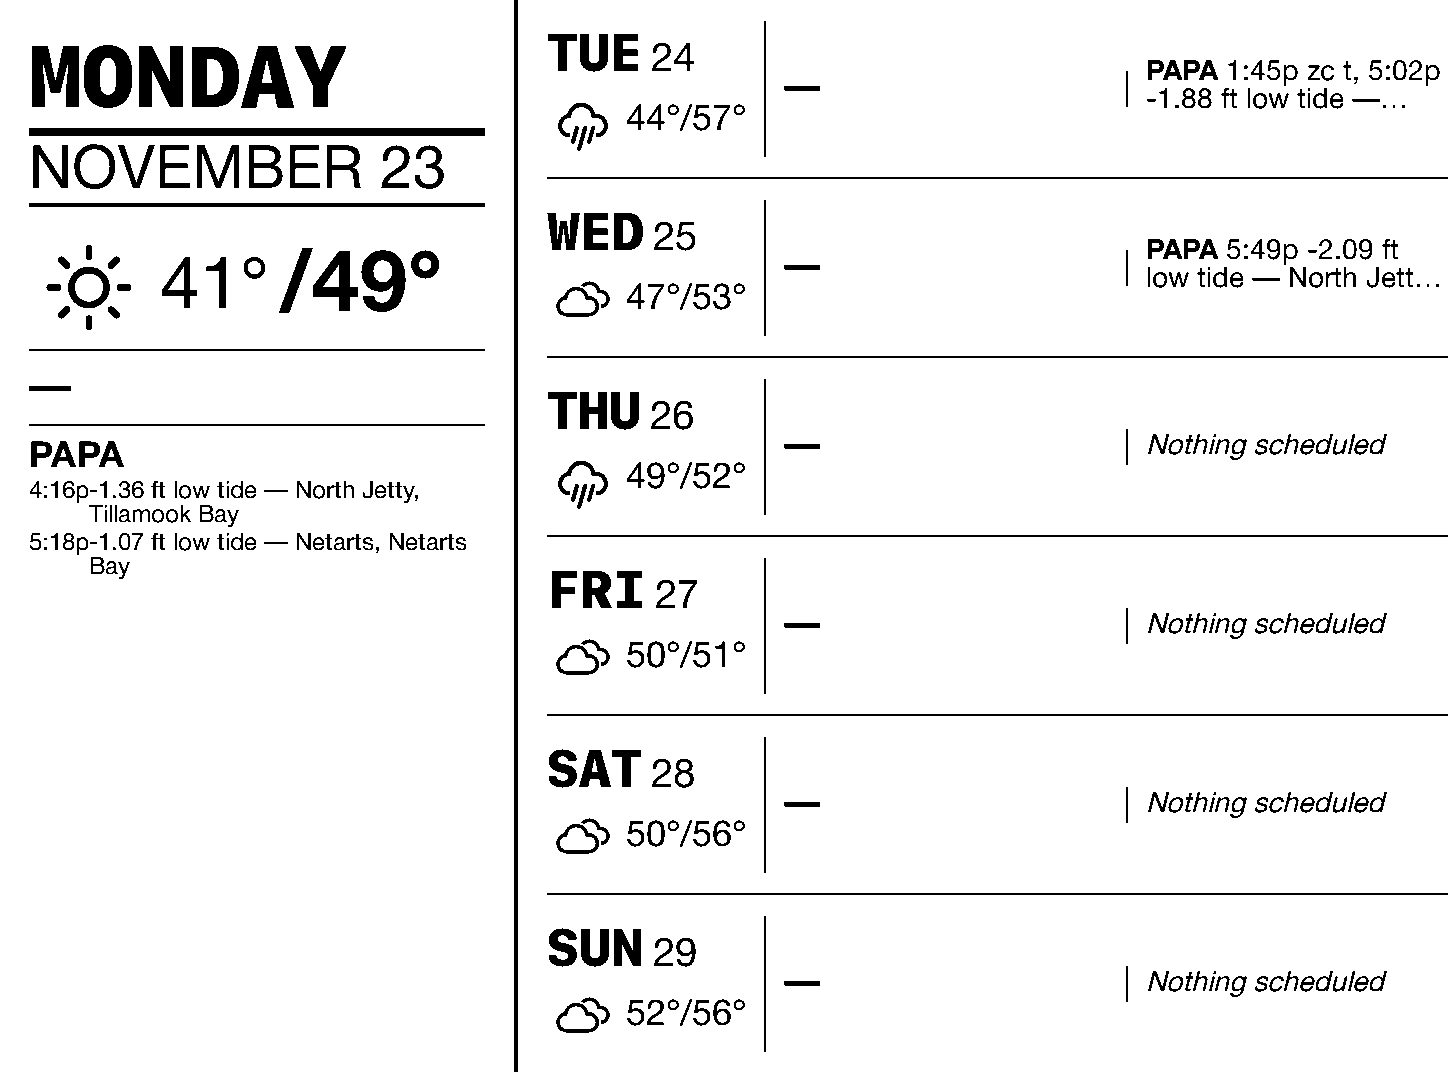 MONDAY
NOVEMBER 23
41° /49°
—
PAPA
4:16p-1.36 ft low tide — North Jetty,
Tillamook Bay
5:18p-1.07 ft low tide — Netarts, Netarts
Bay
TUE 24
44°/57°
—
PAPA 1:45p zc t, 5:02p
-1.88 ft low tide —…
WED 25
47°/53°
—
PAPA 5:49p -2.09 ft
low tide — North Jett…
THU 26
49°/52°
—
Nothing scheduled
FRI 27
50°/51°
—
Nothing scheduled
SAT 28
50°/56°
—
Nothing scheduled
SUN 29
52°/56°
—
Nothing scheduled